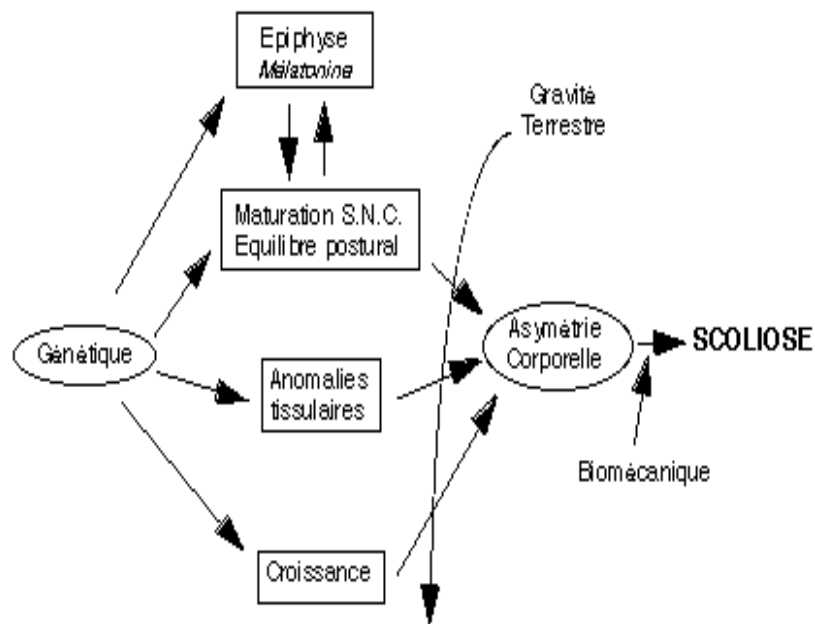 Epiphyse
Mélatonine
Gravité
Terrestre
Maturation S.N.C.
Equilibre postural
Génétique
Asymétrie
Corporelle
SCOLIOSE
Anomalies
tissulaires
Biomécanique
Croissance